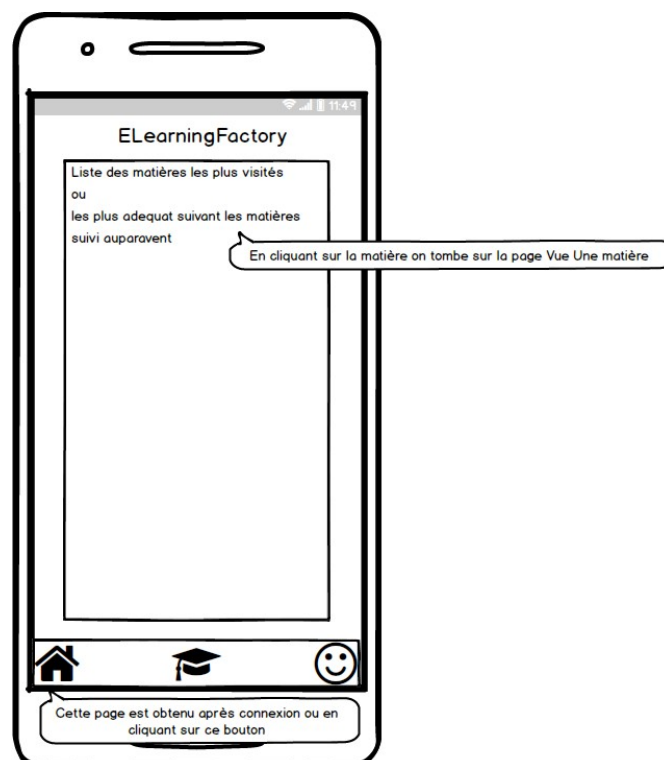 11:49
ELearningFactory
Liste des matières les plus visités
ou
les plus adequat suivant les matières
suivi auparavent
En cliquant sur la matière on tombe sur la page Vue Une matière
Cette page est obtenu après connexion ou en
cliquant sur ce bouton